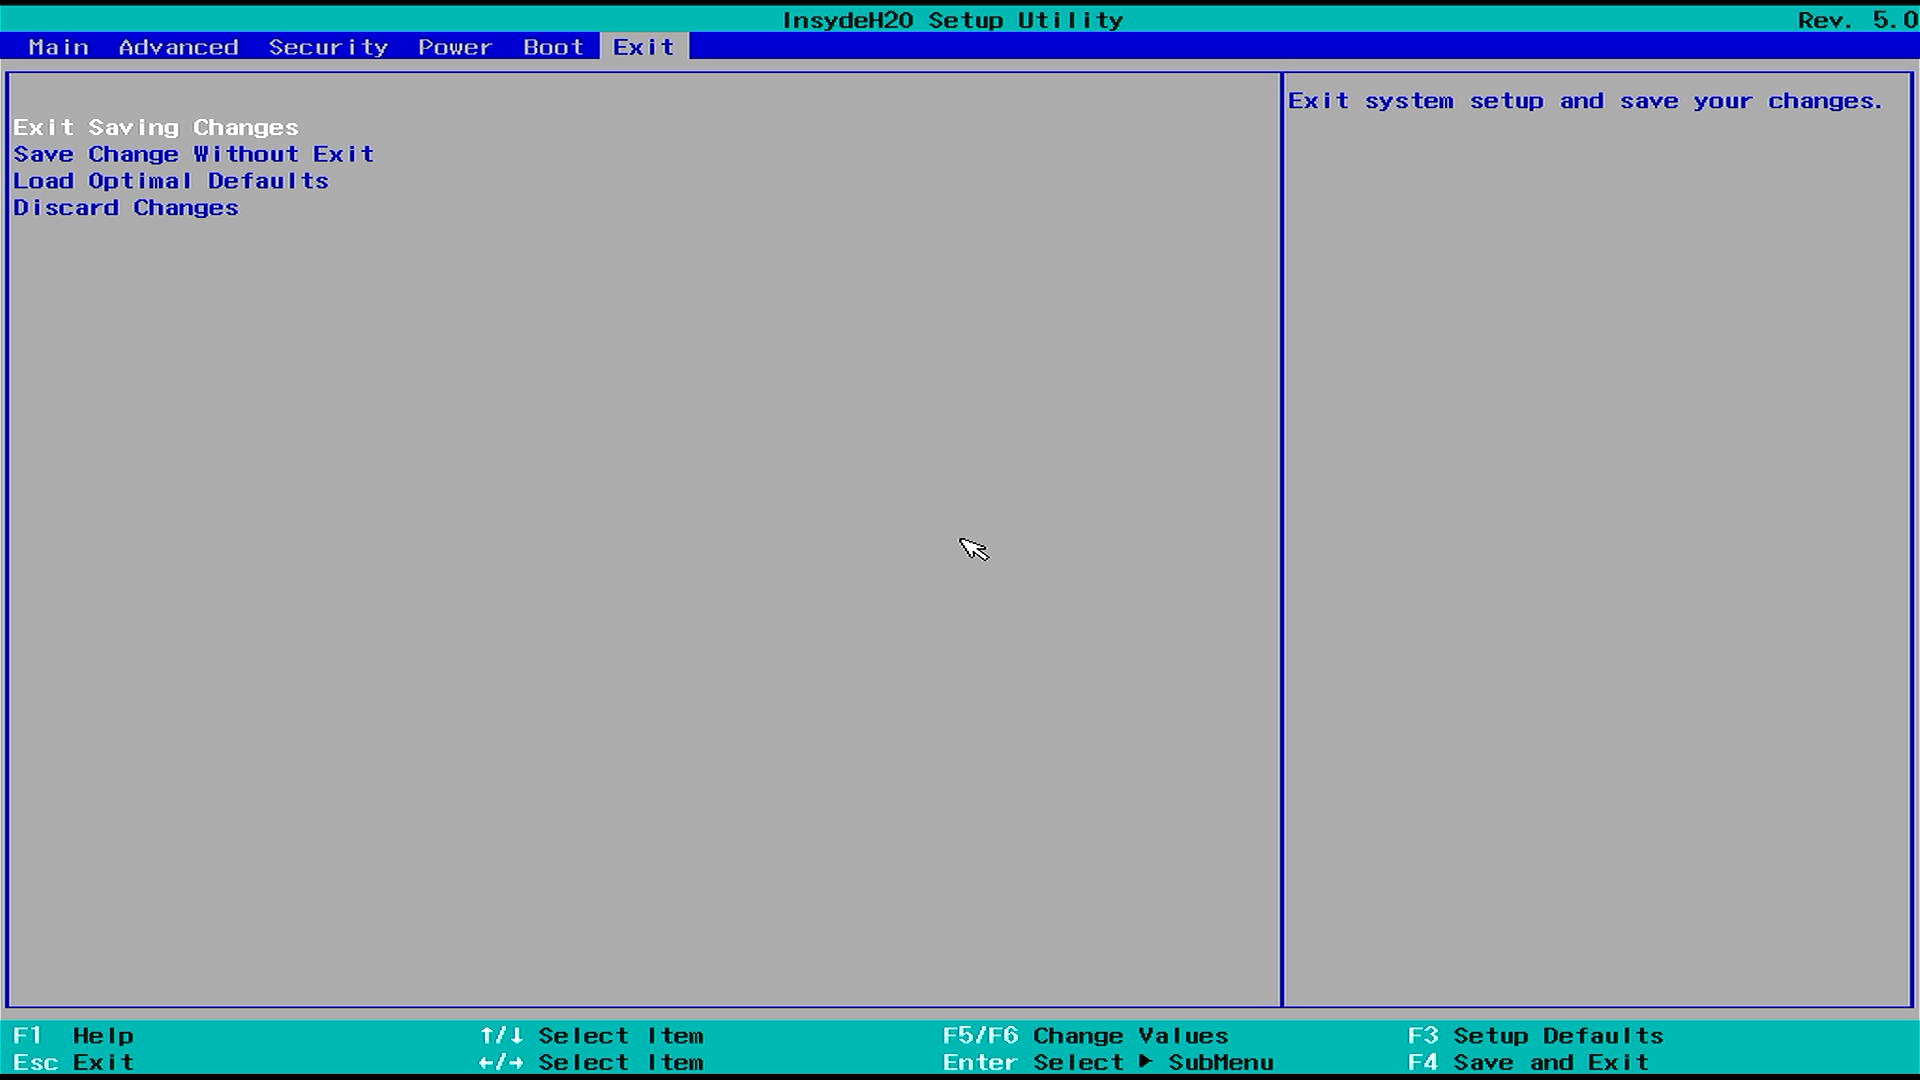 InsydeH20 Setup Utility Rev. 5.0
Main Advanced Security Power Boot Exit
Exit system setup and save your changes.
Exit Saving Changes
Save Change Without Exit
Load Optimal Defaults
Discard Changes
F1 Help ↑/↓ Select Item F5/F6 Change Values F3 Setup Defaults
Esc Exit ←/→ Select Item Enter Select ▶ SubMenu F4 Save and Exit